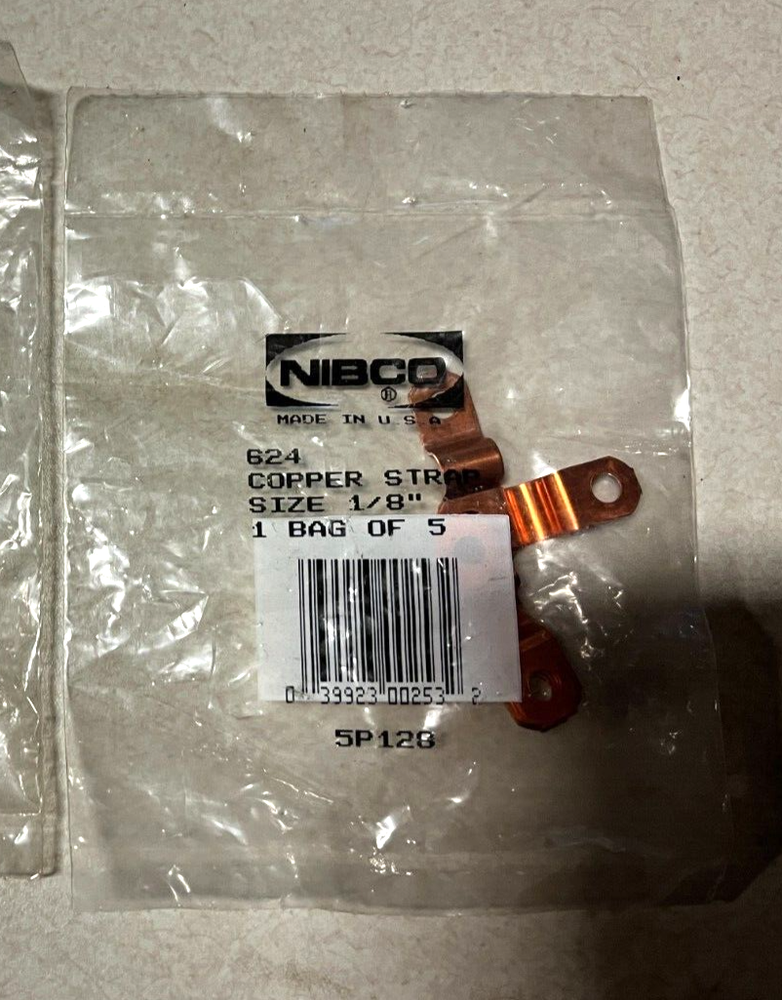 NIBCO
®
MADE IN U.S.A
624
COPPER STRAP
SIZE 1/8"
1 BAG OF 5
0 39923 00253 2
5P128